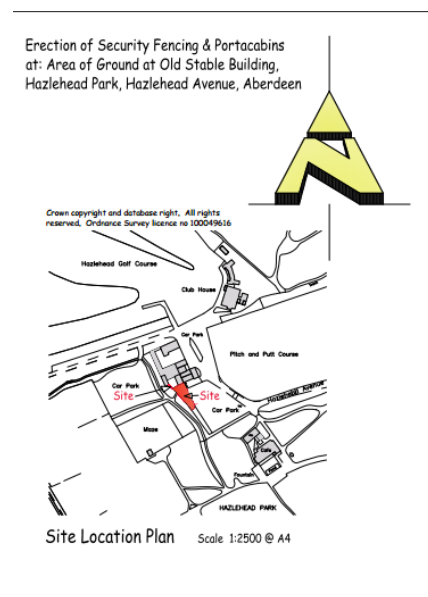 Erection of Security Fencing & Portacabins
at: Area of Ground at Old Stable Building,
Hazlehead Park, Hazlehead Avenue, Aberdeen
N
Crown copyright and database right, All rights
reserved, Ordrance Survey licence no 100049616
Hazlehead Golf Course
Club House
Car Park
Pitch and Putt Course
Car Park
Site
Site
Hazlehead Avenue
Car Park
Maze
Cafe
Fountain
HAZLEHEAD PARK
Site Location Plan Scale 1:2500 @ A4